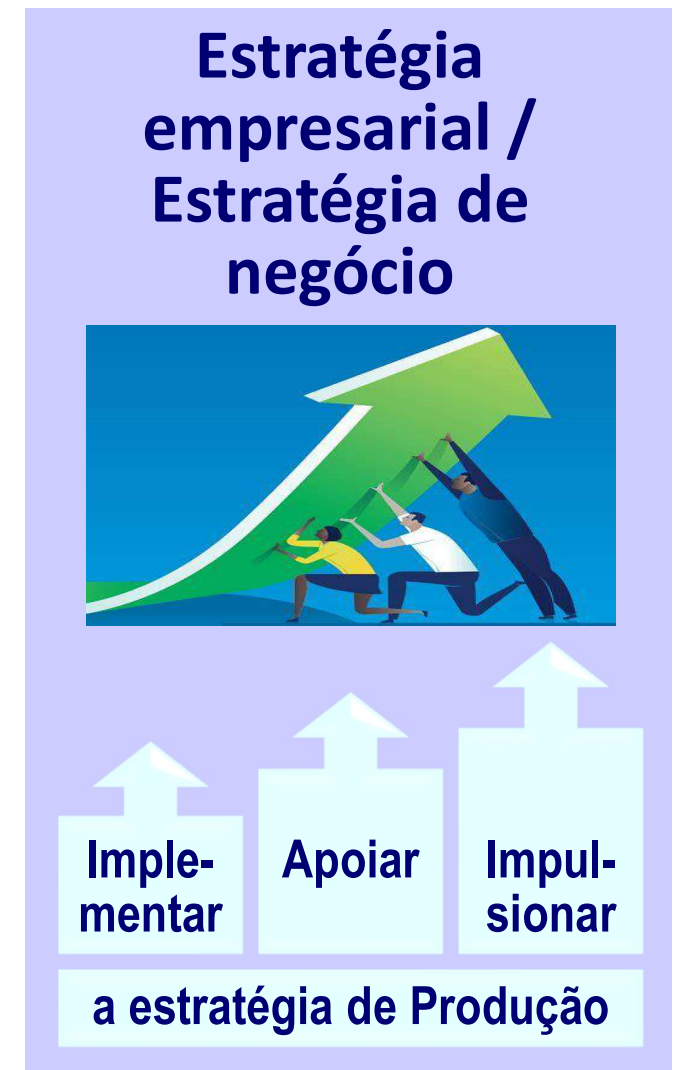 Estratégia
empresarial /
Estratégia de
negócio
Imple-
mentar
Apoiar
Impul-
sionar
a estratégia de Produção